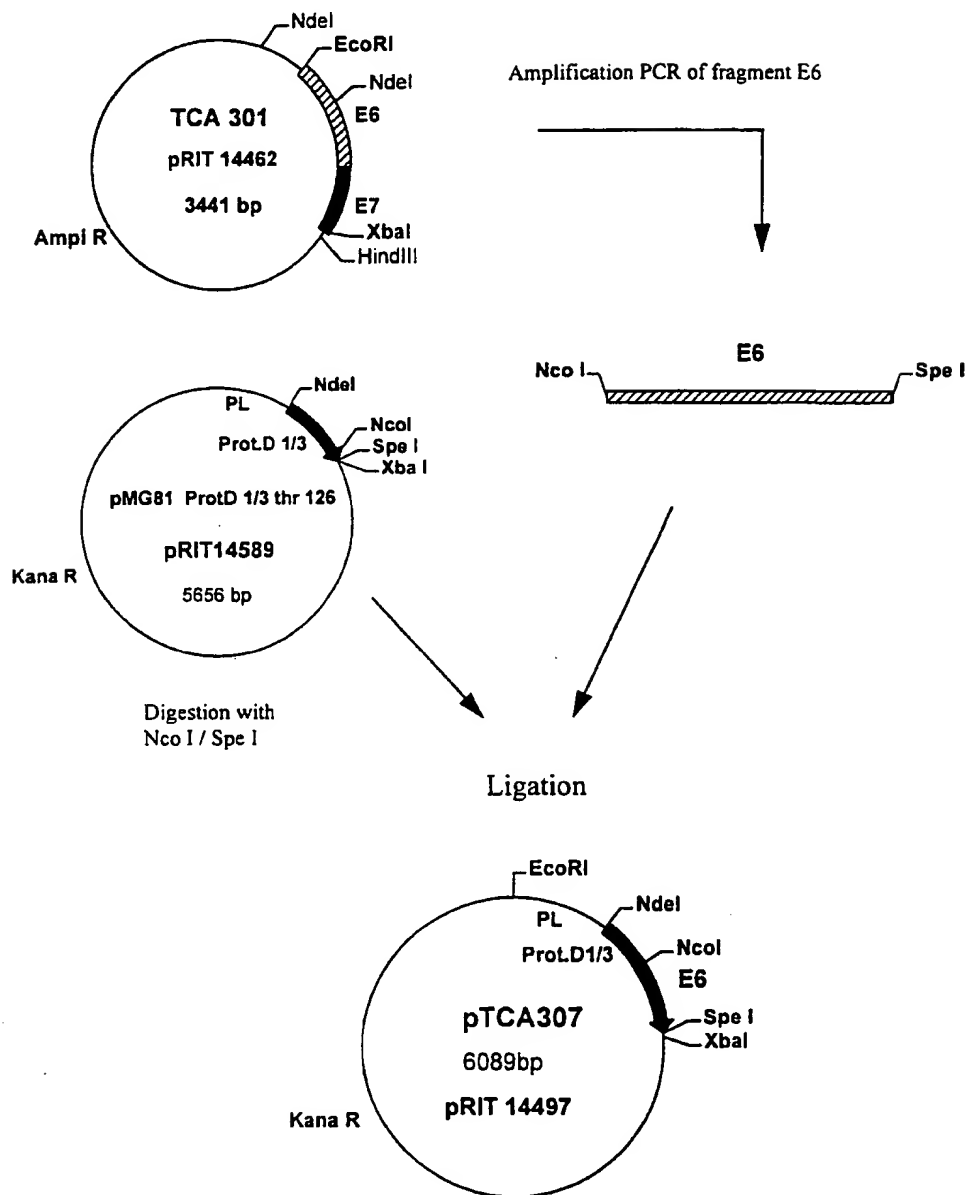 NdeI
EcoRI
NdeI
E6
TCA 301
pRIT 14462
3441 bp
E7
XbaI
HindIII
Ampl R
Amplification PCR of fragment E6
E6
Nco I
Spe I
NdeI
PL
NcoI
Prot.D 1/3
Spe I
Xba I
pMG81 ProtD 1/3 thr 126
pRIT14589
Kana R
5656 bp
Digestion with
Nco I / Spe I
Ligation
EcoRI
PL
NdeI
Prot.D1/3
NcoI
E6
pTCA307
Spe I
XbaI
6089bp
pRIT 14497
Kana R